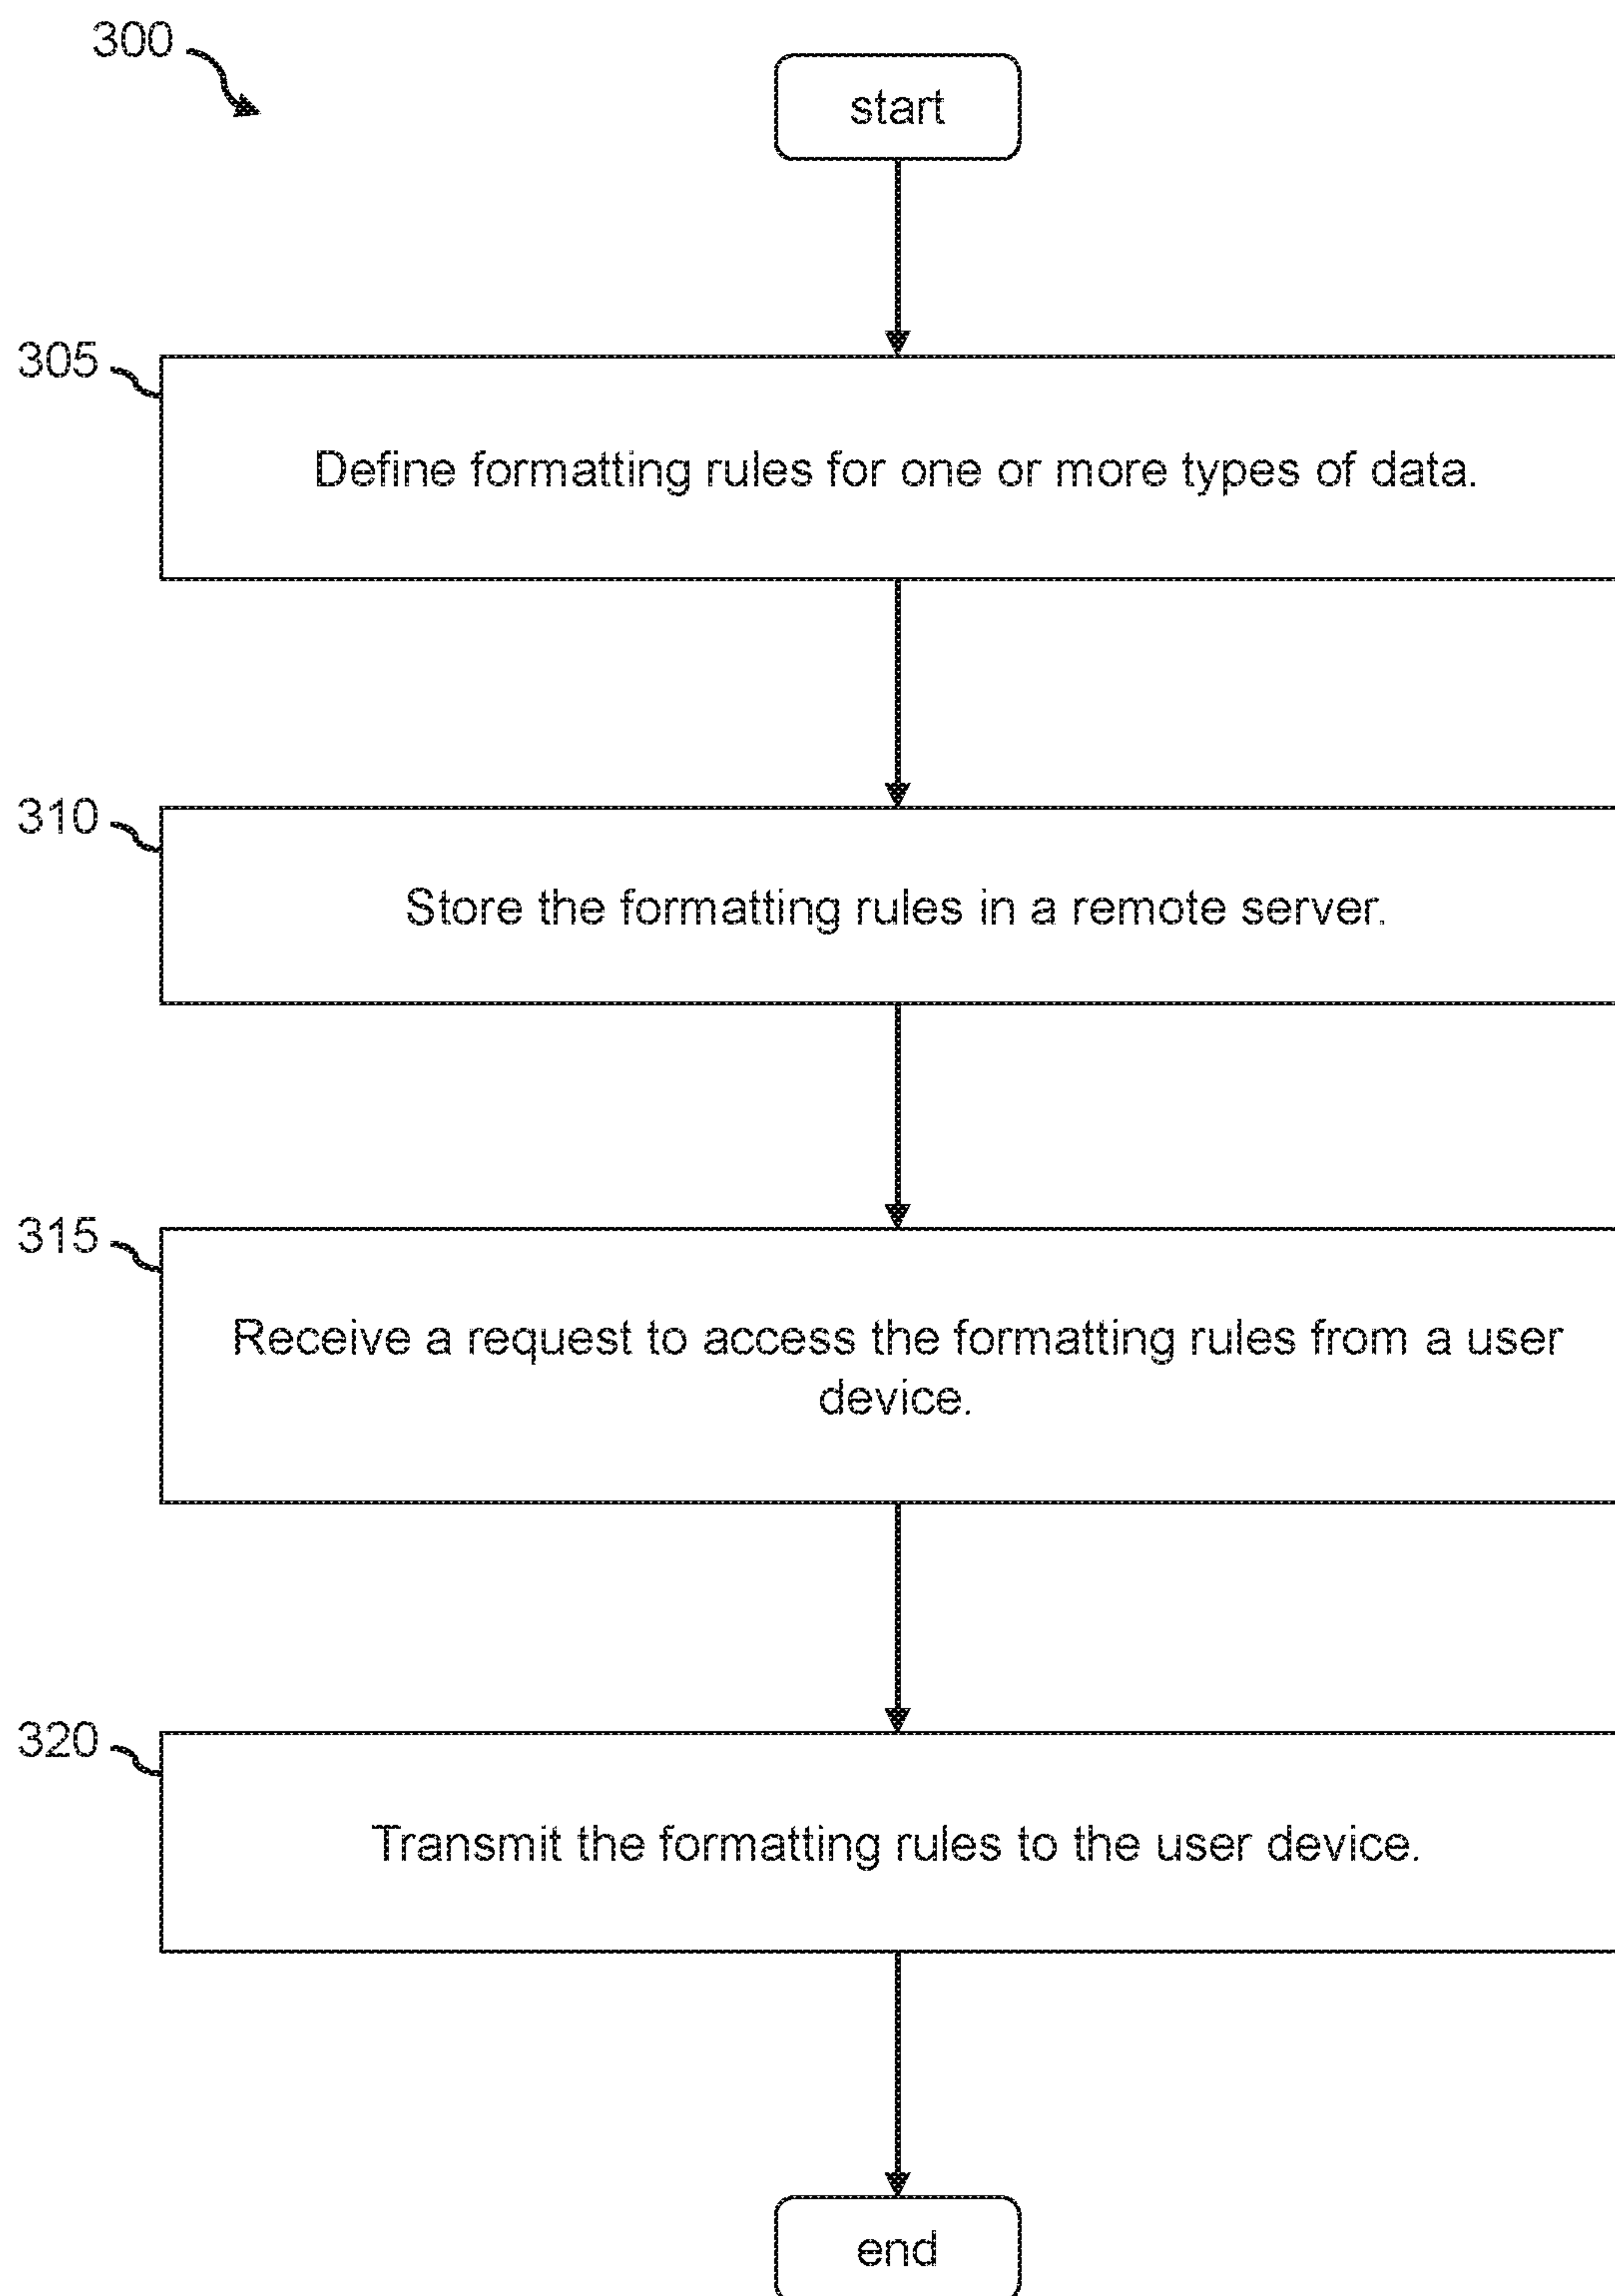 300
start
305
Define formatting rules for one or more types of data.
310
Store the formatting rules in a remote server.
315
Receive a request to access the formatting rules from a user
device.
320
Transmit the formatting rules to the user device.
end